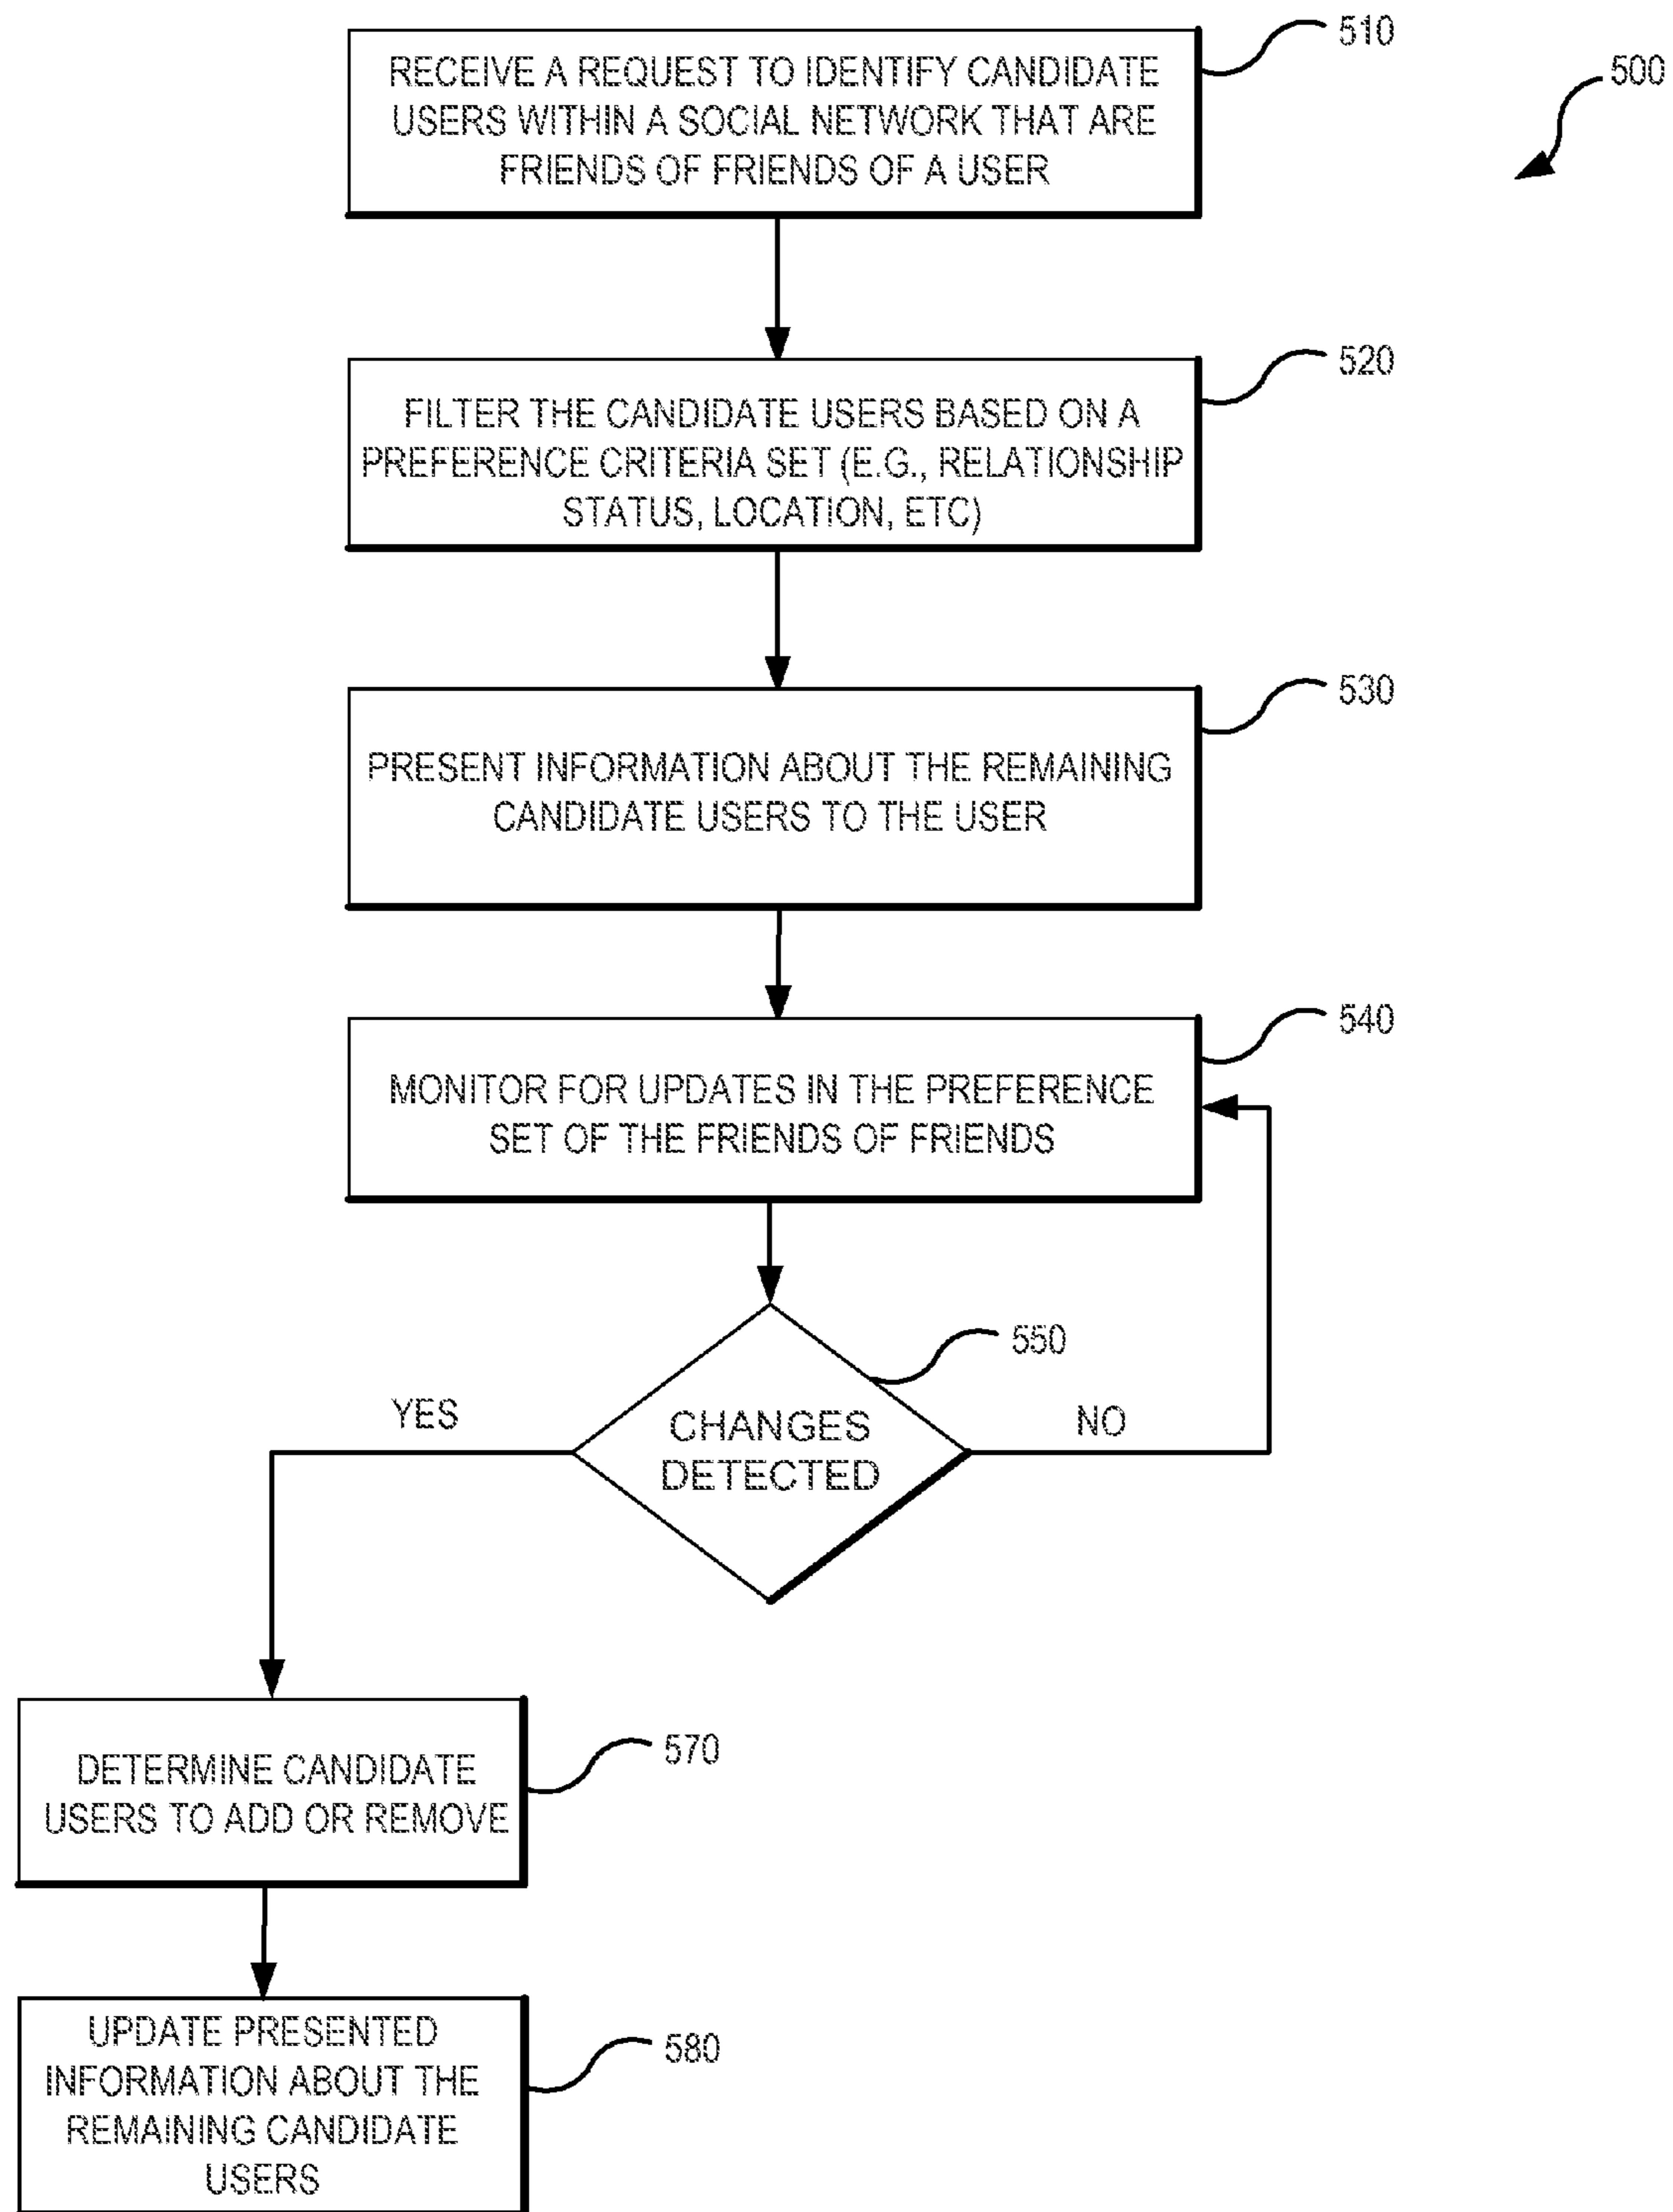 510
500
RECEIVE A REQUEST TO IDENTIFY CANDIDATE
USERS WITHIN A SOCIAL NETWORK THAT ARE
FRIENDS OF FRIENDS OF A USER
520
FILTER THE CANDIDATE USERS BASED ON A
PREFERENCE CRITERIA SET (E.G., RELATIONSHIP
STATUS, LOCATION, ETC)
530
PRESENT INFORMATION ABOUT THE REMAINING
CANDIDATE USERS TO THE USER
540
MONITOR FOR UPDATES IN THE PREFERENCE
SET OF THE FRIENDS OF FRIENDS
550
YES
CHANGES
DETECTED
NO
570
DETERMINE CANDIDATE
USERS TO ADD OR REMOVE
580
UPDATE PRESENTED
INFORMATION ABOUT THE
REMAINING CANDIDATE
USERS